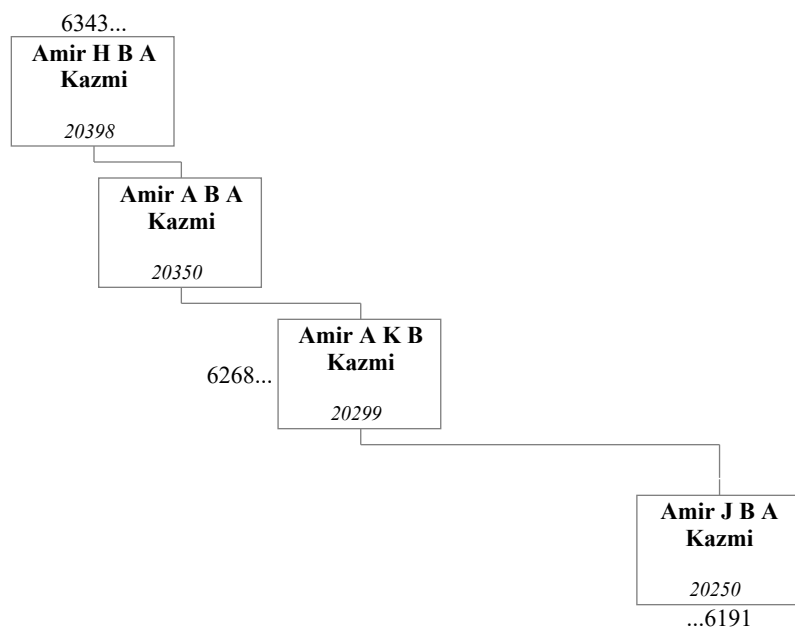 6343...
Amir H B A
Kazmi
20398
Amir A B A
Kazmi
20350
Amir A K B
Kazmi
6268...
20299
Amir J B A
Kazmi
20250
...6191